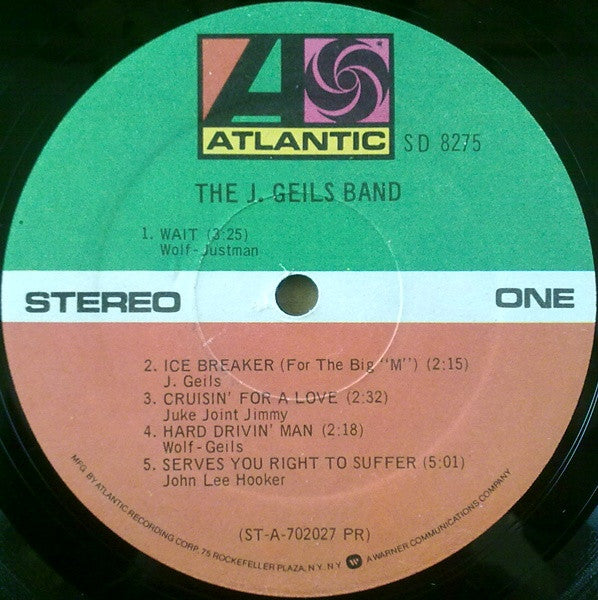 ATLANTIC
SD 8275
THE J. GEILS BAND
1. WAIT (3:25)
Wolf-Justman
STEREO
ONE
2. ICE BREAKER (For The Big "M") (2:15)
J. Geils
3. CRUISIN' FOR A LOVE (2:32)
Juke Joint Jimmy
4. HARD DRIVIN' MAN (2:18)
Wolf-Geils
5. SERVES YOU RIGHT TO SUFFER (5:01)
John Lee Hooker
(ST-A-702027 PR)
MFG. BY ATLANTIC RECORDING CORP. 75 ROCKEFELLER PLAZA, N.Y. N.Y. W A WARNER COMMUNICATIONS COMPANY